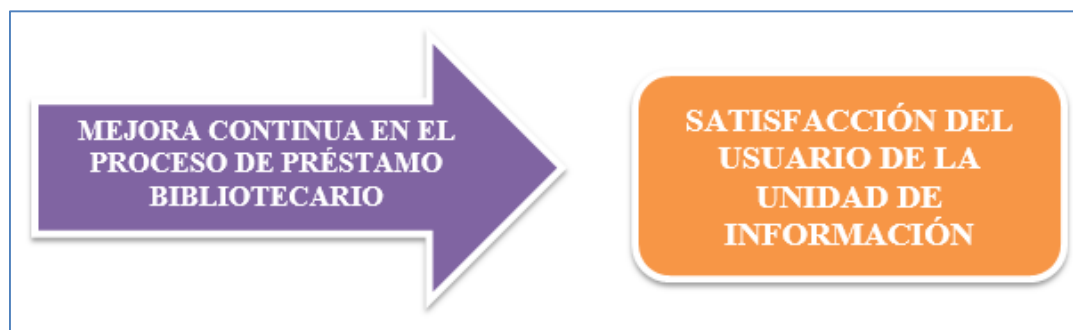 MEJORA CONTINUA EN EL
PROCESO DE PRÉSTAMO
BIBLIOTECARIO
SATISFACCIÓN DEL
USUARIO DE LA
UNIDAD DE
INFORMACIÓN